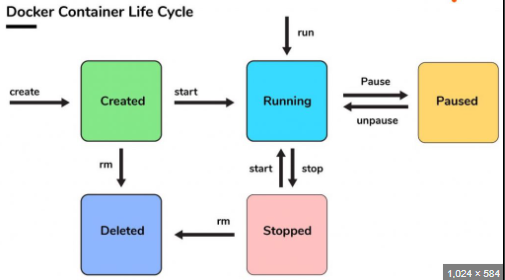 Docker Container Life Cycle
run
create
Created
start
Running
Pause
unpause
Paused
rm
start
stop
Deleted
rm
Stopped
1,024 × 584